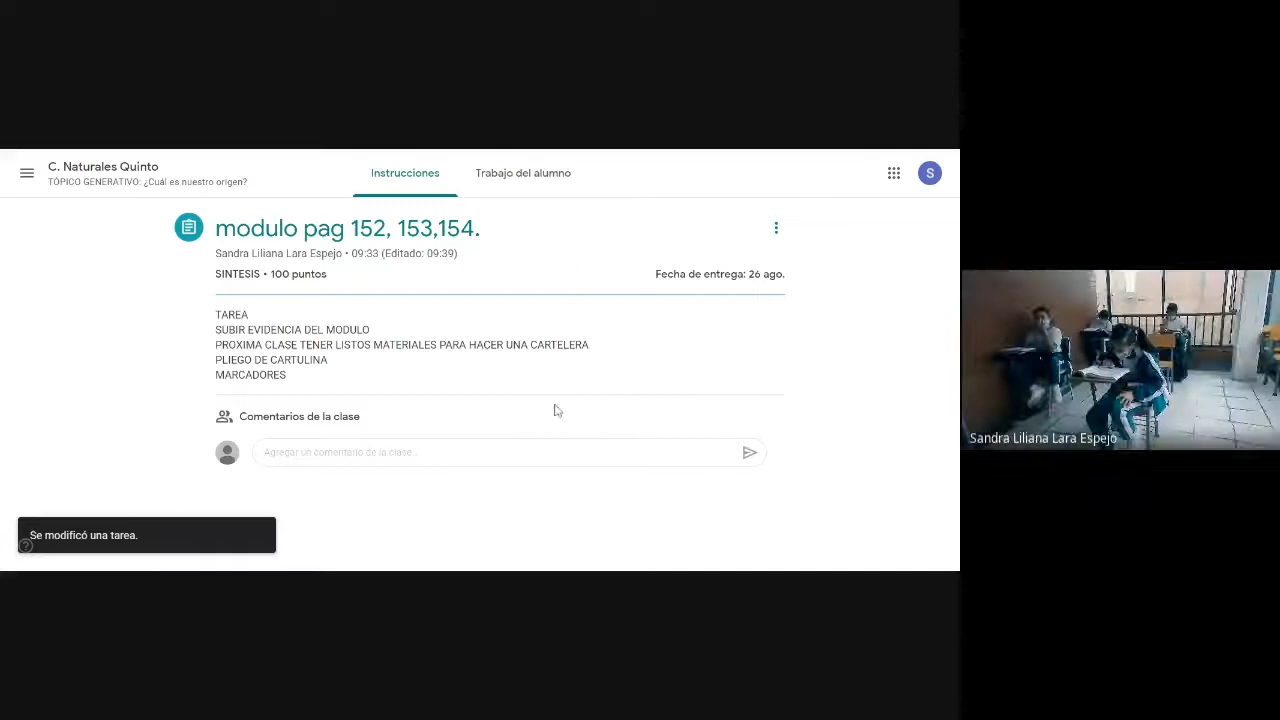 C. Naturales Quinto
TÓPICO GENERATIVO: ¿Cuál es nuestro origen?
Instrucciones
Trabajo del alumno
S
modulo pag 152, 153,154.
Sandra Liliana Lara Espejo • 09:33 (Editado: 09:39)
SINTESIS • 100 puntos
Fecha de entrega: 26 ago.
TAREA
SUBIR EVIDENCIA DEL MODULO
PROXIMA CLASE TENER LISTOS MATERIALES PARA HACER UNA CARTELERA
PLIEGO DE CARTULINA
MARCADORES
Comentarios de la clase
Agregar un comentario de la clase...
Se modificó una tarea.
?
Sandra Liliana Lara Espejo